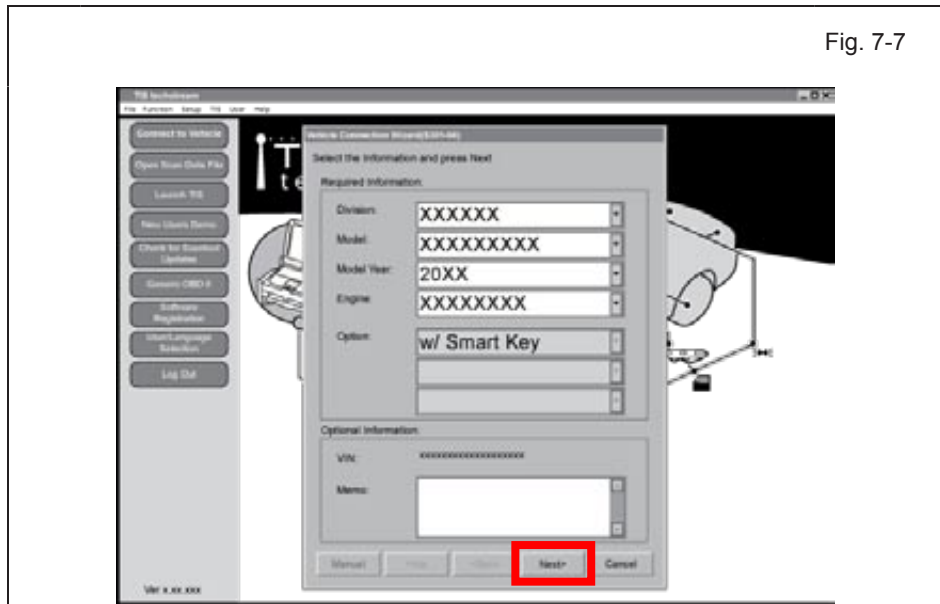 Fig. 7-7
TIS techstream
File Function Setup TIS User Help
Connect to Vehicle
Open Scan Data File
Launch TIS
New Users Demo
Check for Scantool
Updates
Generic OBD II
Software
Registration
User/Language
Selection
Log Out
Ver x.xx.xxx
Vehicle Connection Wizard(S301-06)
Select the Information and press Next
Required Information:
Division: XXXXXX
Model: XXXXXXXXX
Model Year: 20XX
Engine XXXXXXXX
Option: w/ Smart Key
Optional Information:
VIN:
Memo:
Manual Next> Cancel